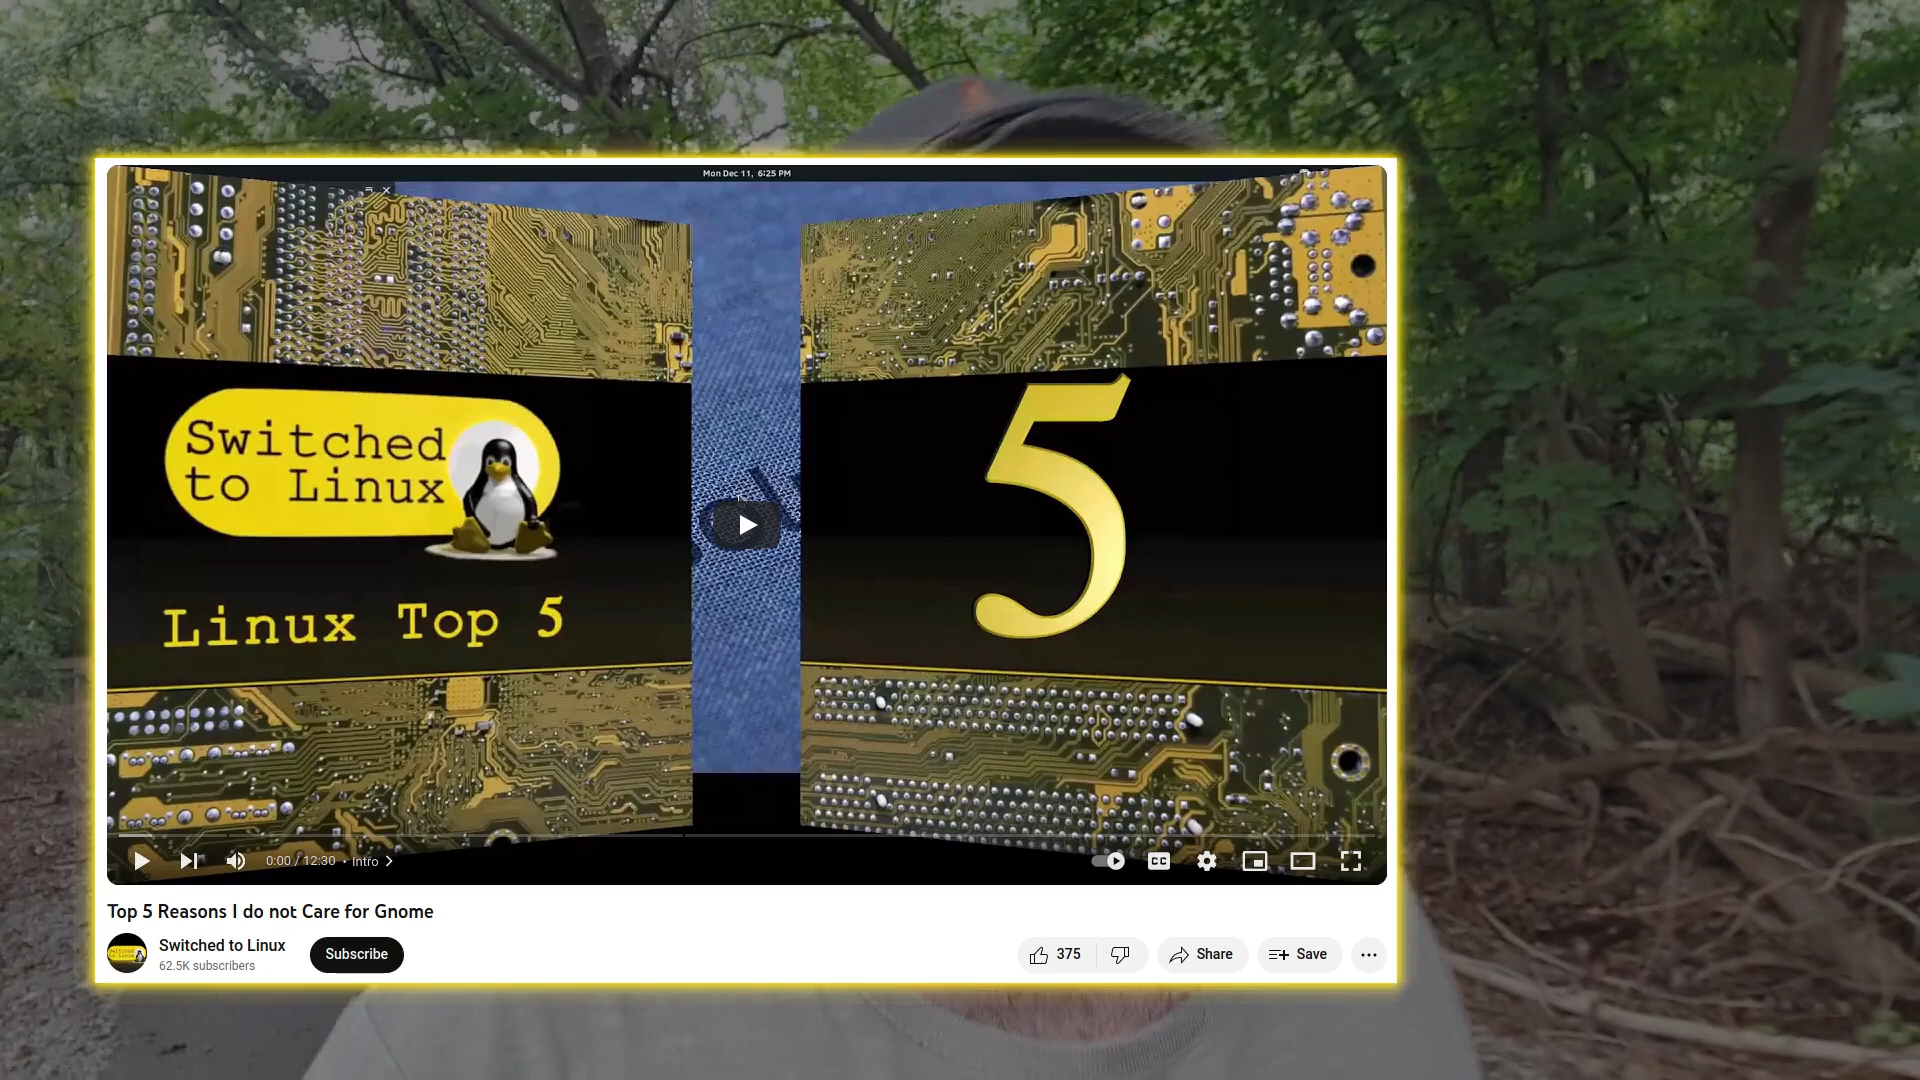 Mon Dec 11, 6:25 PM
Switched
to Linux
Linux Top 5
5
0:00 / 12:30 • Intro
CC
Top 5 Reasons I do not Care for Gnome
Switched to Linux
62.5K subscribers
Subscribe
375
Share
Save